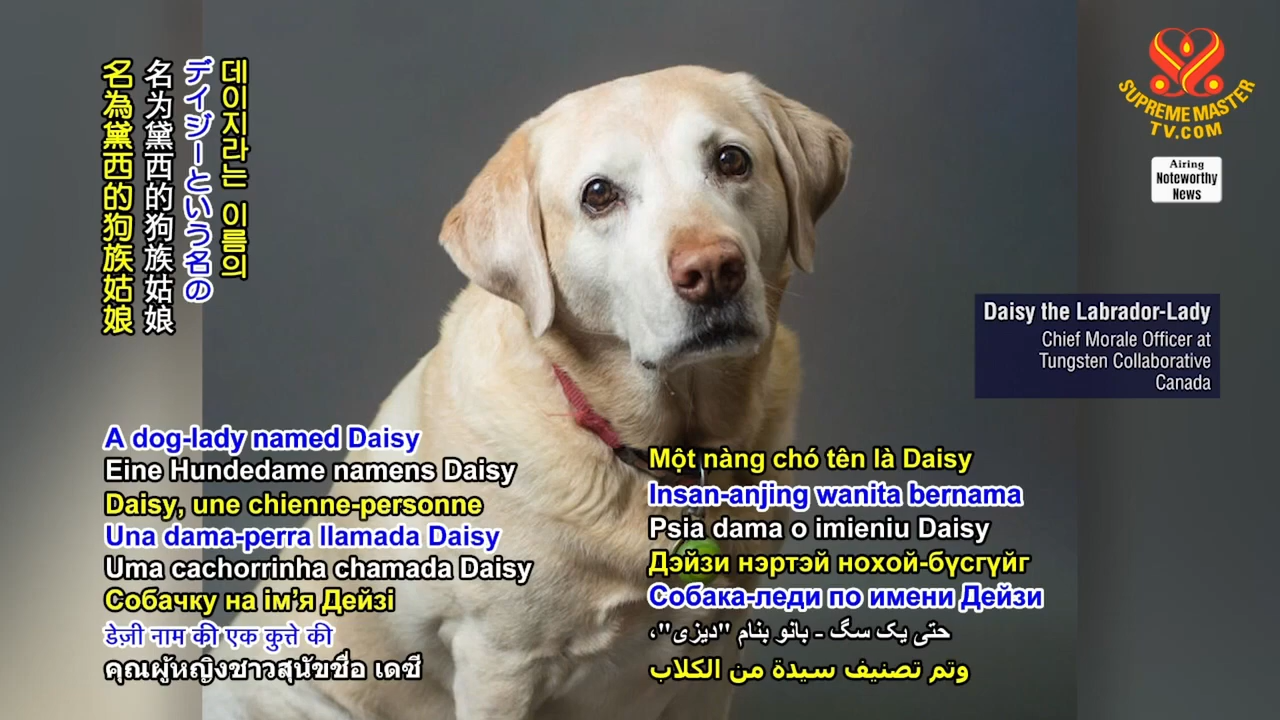 데이지라는 이름의
デイジーという名の
名为黛西的狗族姑娘
名為黛西的狗族姑娘
SUPREME MASTER
TV.COM
Airing
Noteworthy
News
Daisy the Labrador-Lady
Chief Morale Officer at
Tungsten Collaborative
Canada
A dog-lady named Daisy
Eine Hundedame namens Daisy
Daisy, une chienne-personne
Una dama-perra llamada Daisy
Uma cachorrinha chamada Daisy
Собачку на ім’я Дейзі
डेज़ी नाम की एक कुत्ते की
คุณผู้หญิงชาวสุนัขชื่อ เดซี
Một nàng chó tên là Daisy
Insan-anjing wanita bernama
Psia dama o imieniu Daisy
Дэйзи нэртэй нохой-бүсгүйг
Собака-леди по имени Дейзи
حتی یک سگ - بانو بنام "دیزی"،
وتم تصنيف سيدة من الكلاب